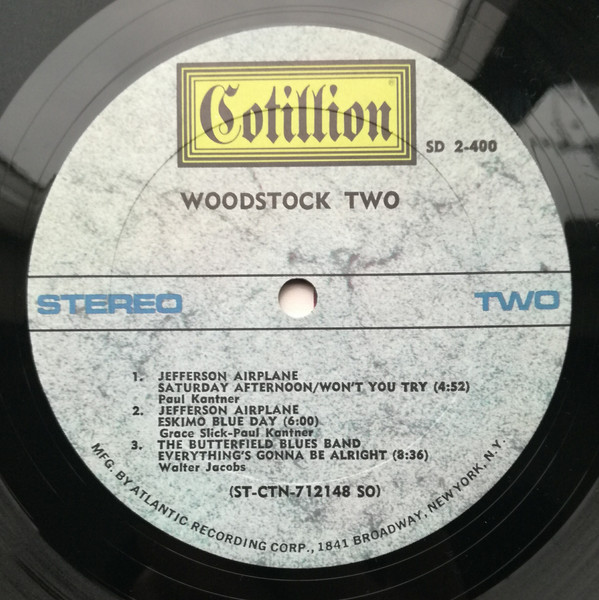 Cotillion
®
SD 2-400
WOODSTOCK TWO
STEREO
TWO
1. JEFFERSON AIRPLANE
SATURDAY AFTERNOON/WON'T YOU TRY (4:52)
Paul Kantner
2. JEFFERSON AIRPLANE
ESKIMO BLUE DAY (6:00)
Grace Slick-Paul Kantner
3. THE BUTTERFIELD BLUES BAND
EVERYTHING'S GONNA BE ALRIGHT (8:36)
Walter Jacobs
(ST-CTN-712148 SO)
MFG. BY ATLANTIC RECORDING CORP., 1841 BROADWAY, NEW YORK, N.Y.